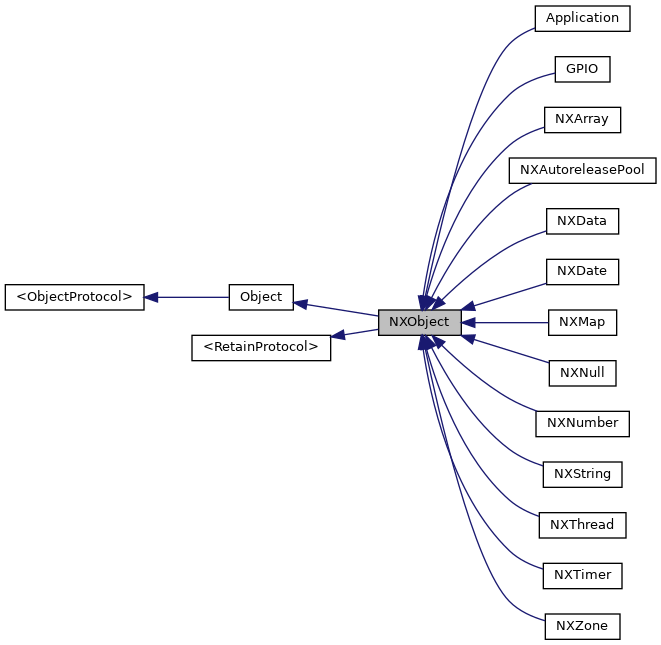 Application
GPIO
NXArray
NXAutoreleasePool
NXData
NXDate
<ObjectProtocol>
Object
NXObject
NXMap
<RetainProtocol>
NXNull
NXNumber
NXString
NXThread
NXTimer
NXZone